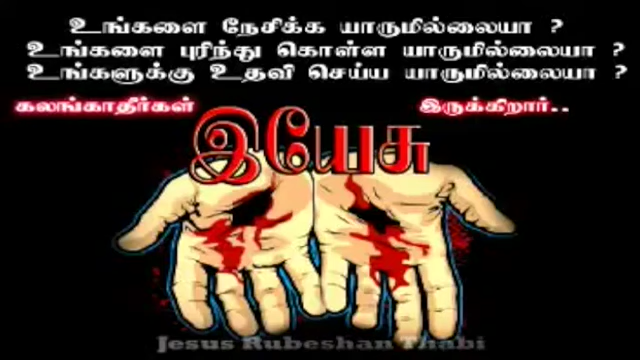 உங்களை நேசிக்க யாருமில்லையா ?
உங்களை புரிந்து கொள்ள யாருமில்லையா ?
உங்களுக்கு உதவி செய்ய யாருமில்லையா ?
கலங்காதிர்கள் இருக்கிறார்..
இயேசு
Jesus Rubeshan Thabi